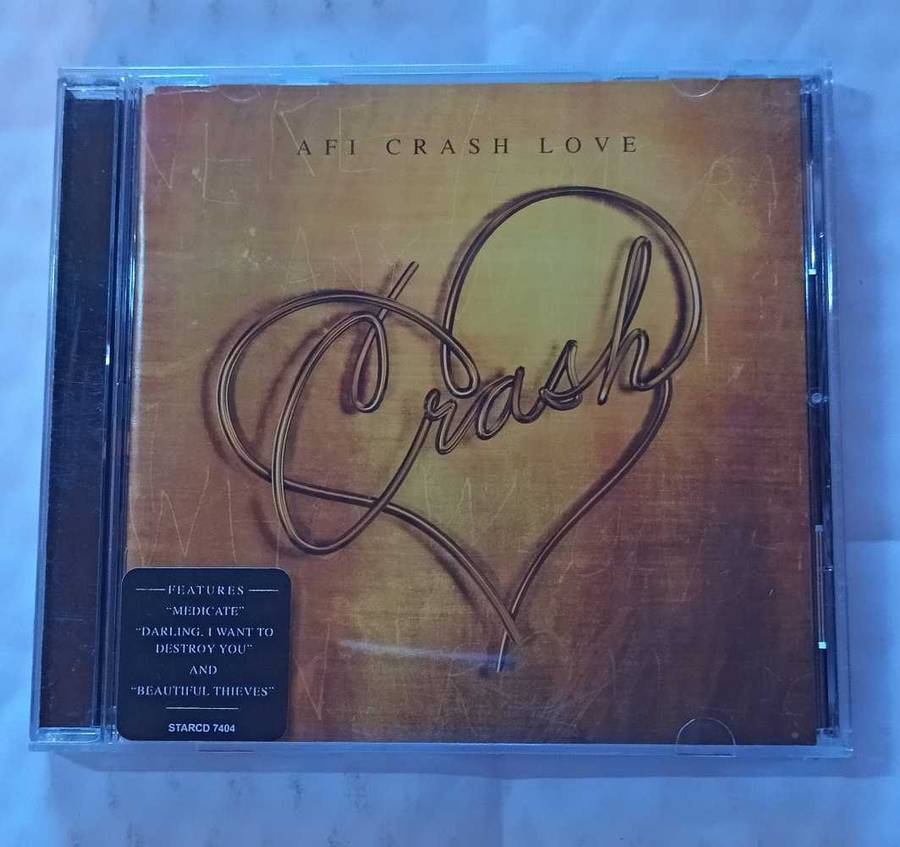 AFI CRASH LOVE
Crash
FEATURES
"MEDICATE"
"DARLING, I WANT TO
DESTROY YOU"
AND
"BEAUTIFUL THIEVES"
STARCD 7404